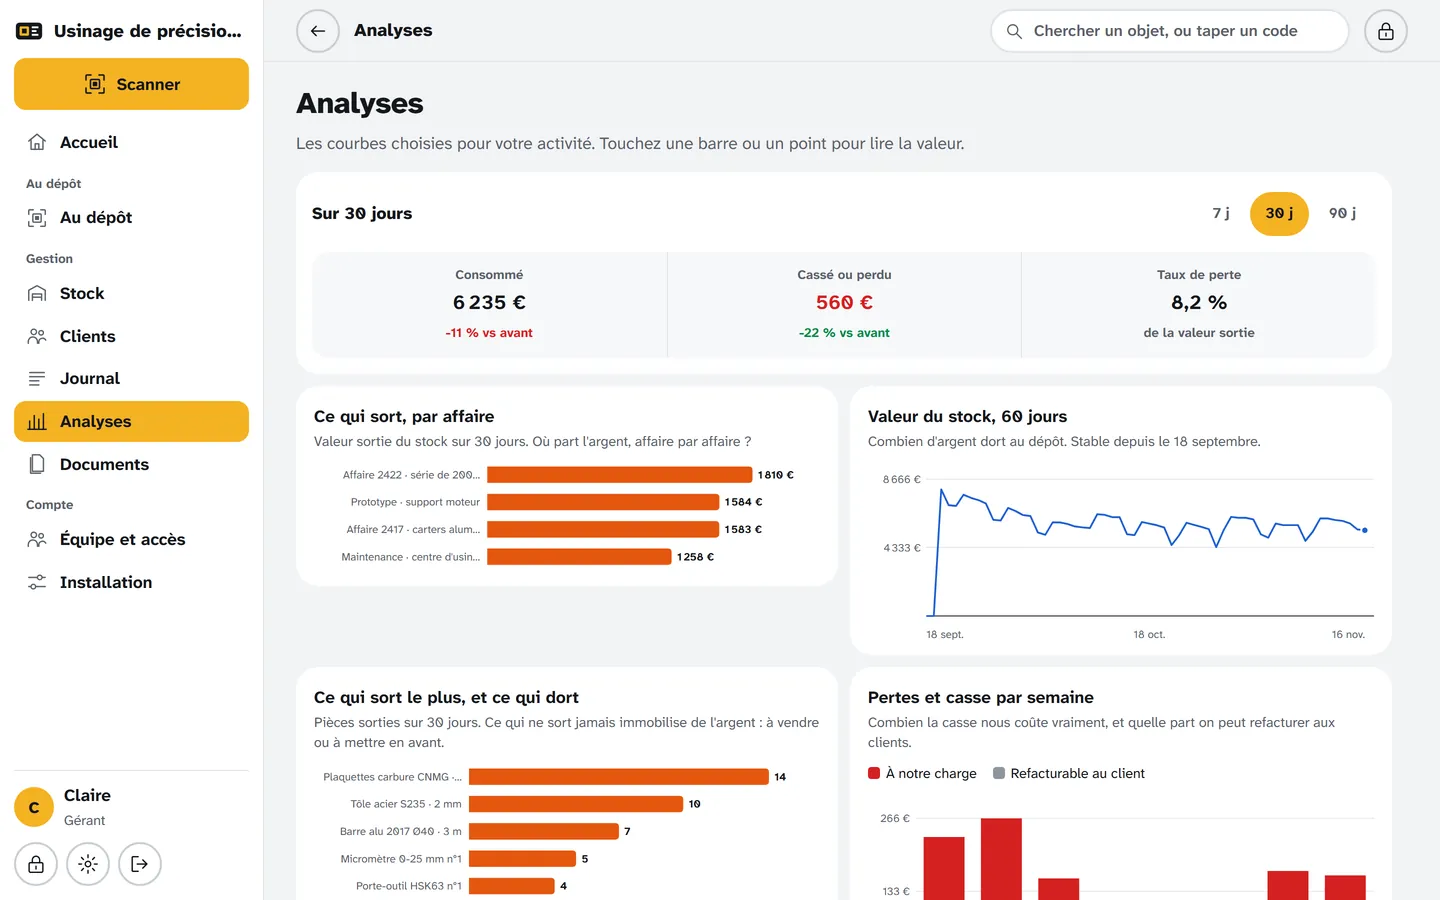 Usinage de précisio...
Scanner
Accueil
Au dépôt
Au dépôt
Gestion
Stock
Clients
Journal
Analyses
Documents
Compte
Équipe et accès
Installation
C
Claire
Gérant
Analyses
Chercher un objet, ou taper un code
Analyses
Les courbes choisies pour votre activité. Touchez une barre ou un point pour lire la valeur.
Sur 30 jours
7 j
30 j
90 j
Consommé
6 235 €
-11 % vs avant
Cassé ou perdu
560 €
-22 % vs avant
Taux de perte
8,2 %
de la valeur sortie
Ce qui sort, par affaire
Valeur sortie du stock sur 30 jours. Où part l'argent, affaire par affaire ?
Affaire 2422 · série de 200... 1 810 €
Prototype · support moteur 1 584 €
Affaire 2417 · carters alum... 1 583 €
Maintenance · centre d'usin... 1 258 €
Valeur du stock, 60 jours
Combien d'argent dort au dépôt. Stable depuis le 18 septembre.
8 666 €
4 333 €
18 sept.
18 oct.
16 nov.
Ce qui sort le plus, et ce qui dort
Pièces sorties sur 30 jours. Ce qui ne sort jamais immobilise de l'argent : à vendre
ou à mettre en avant.
Plaquettes carbure CNMG ·... 14
Tôle acier S235 · 2 mm 10
Barre alu 2017 Ø40 · 3 m 7
Micromètre 0-25 mm n°1 5
Porte-outil HSK63 n°1 4
Pertes et casse par semaine
Combien la casse nous coûte vraiment, et quelle part on peut refacturer aux
clients.
À notre charge
Refacturable au client
266 €
133 €